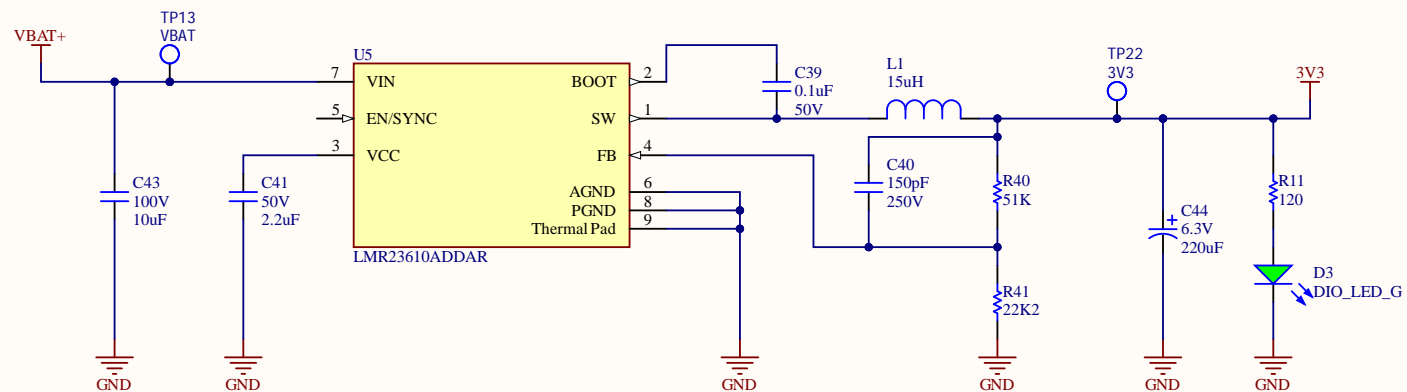 TP13
VBAT
VBAT+
U5
7
VIN
5
EN/SYNC
3
VCC
BOOT
2
SW
1
FB
4
AGND
6
PGND
8
Thermal Pad
9
LMR23610ADDAR
C43
100V
10uF
C41
50V
2.2uF
C39
0.1uF
50V
L1
15uH
C40
150pF
250V
R40
51K
R41
22K2
TP22
3V3
3V3
C44
6.3V
220uF
+
R11
120
D3
DIO_LED_G
GND
GND
GND
GND
GND
GND